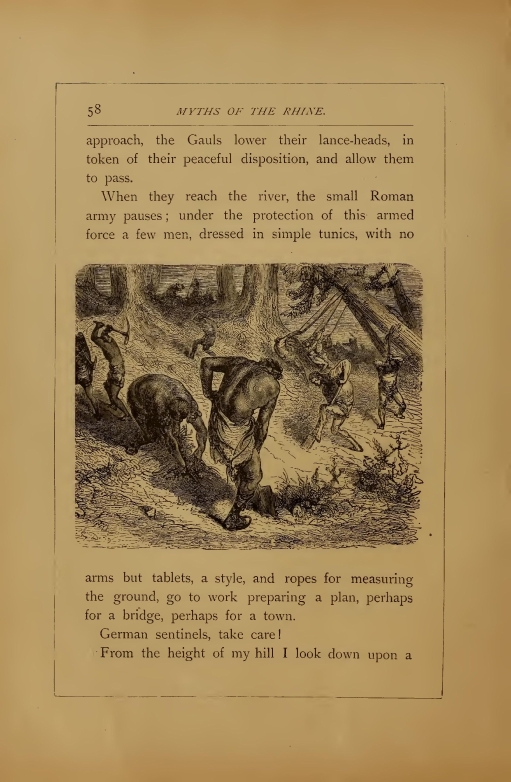 58
MYTHS OF THE RHINE.
approach, the Gauls lower their lance-heads, in
token of their peaceful disposition, and allow them
to pass.
When they reach the river, the small Roman
army pauses; under the protection of this armed
force a few men, dressed in simple tunics, with no
arms but tablets, a style, and ropes for measuring
the ground, go to work preparing a plan, perhaps
for a bridge, perhaps for a town.
German sentinels, take care!
From the height of my hill I look down upon a